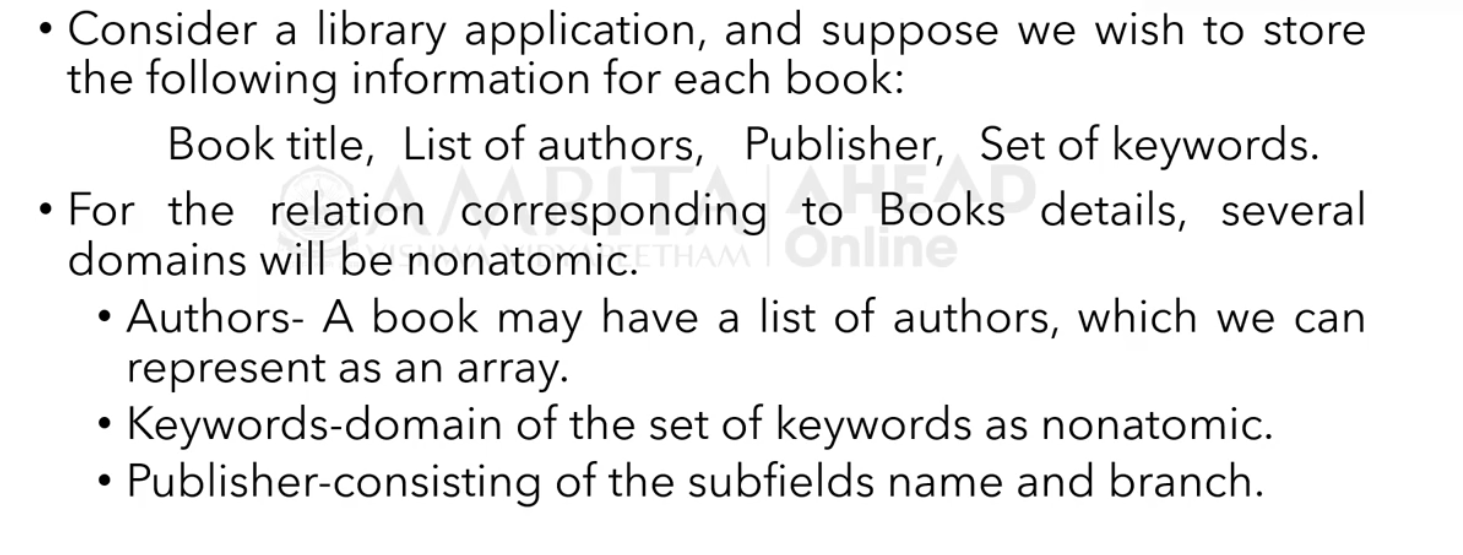 • Consider a library application, and suppose we wish to store
the following information for each book:
Book title, List of authors, Publisher, Set of keywords.
• For the relation corresponding to Books details, several
domains will be nonatomic.
• Authors- A book may have a list of authors, which we can
represent as an array.
• Keywords-domain of the set of keywords as nonatomic.
• Publisher-consisting of the subfields name and branch.
AMRITA AHEAD
VISHWA VIDYAPEETHAM Online